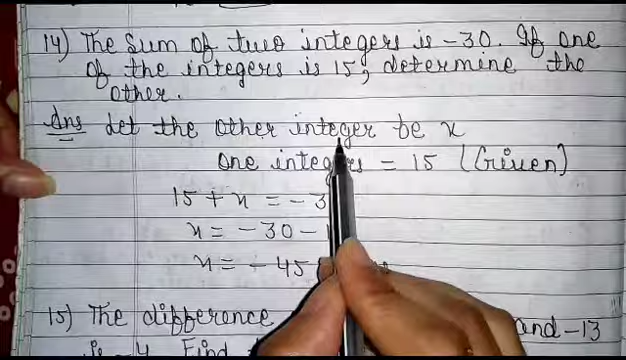 14) The sum of two integers is -30. If one
of the integers is 15, determine the
other.
Ans Let the other integer be x
One integers = 15 (Given)
15 + x = -3
x = -30 -
x = -45
15) The difference and -13
is -4. Find